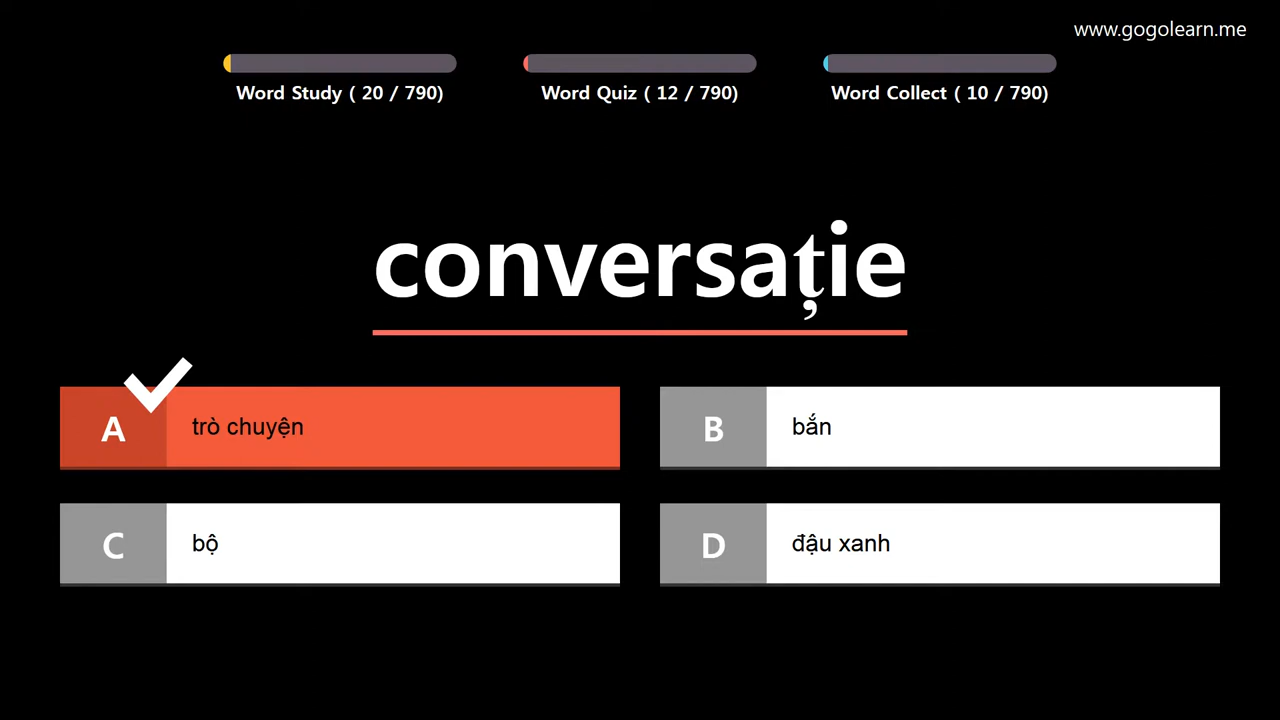 www.gogolearn.me
Word Study ( 20 / 790)
Word Quiz ( 12 / 790)
Word Collect ( 10 / 790)
conversație
A trò chuyện
B bắn
C bộ
D đậu xanh